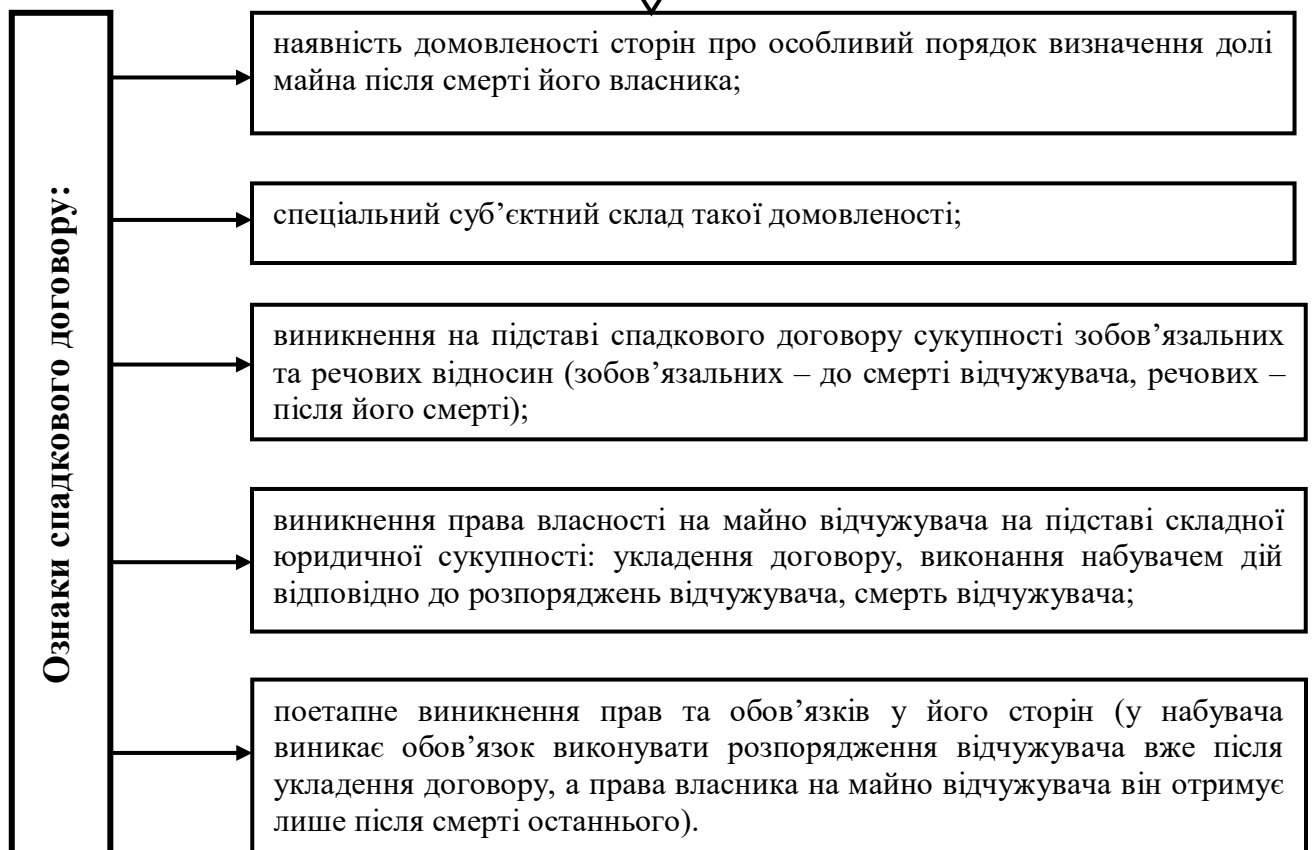 Ознаки спадкового договору:
наявність домовленості сторін про особливий порядок визначення долі
майна після смерті його власника;
спеціальний суб’єктний склад такої домовленості;
виникнення на підставі спадкового договору сукупності зобов’язальних
та речових відносин (зобов’язальних – до смерті відчужувача, речових –
після його смерті);
виникнення права власності на майно відчужувача на підставі складної
юридичної сукупності: укладення договору, виконання набувачем дій
відповідно до розпоряджень відчужувача, смерть відчужувача;
поетапне виникнення прав та обов’язків у його сторін (у набувача
виникає обов’язок виконувати розпорядження відчужувача вже після
укладення договору, а права власника на майно відчужувача він отримує
лише після смерті останнього).